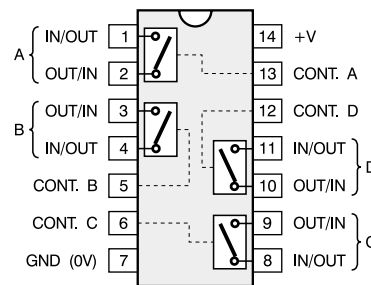 IN/OUT 1 14 +V
A
OUT/IN 2 13 CONT. A
OUT/IN 3 12 CONT. D
B
IN/OUT 4 11 IN/OUT
D
CONT. B 5 10 OUT/IN
CONT. C 6 9 OUT/IN
C
GND (0V) 7 8 IN/OUT